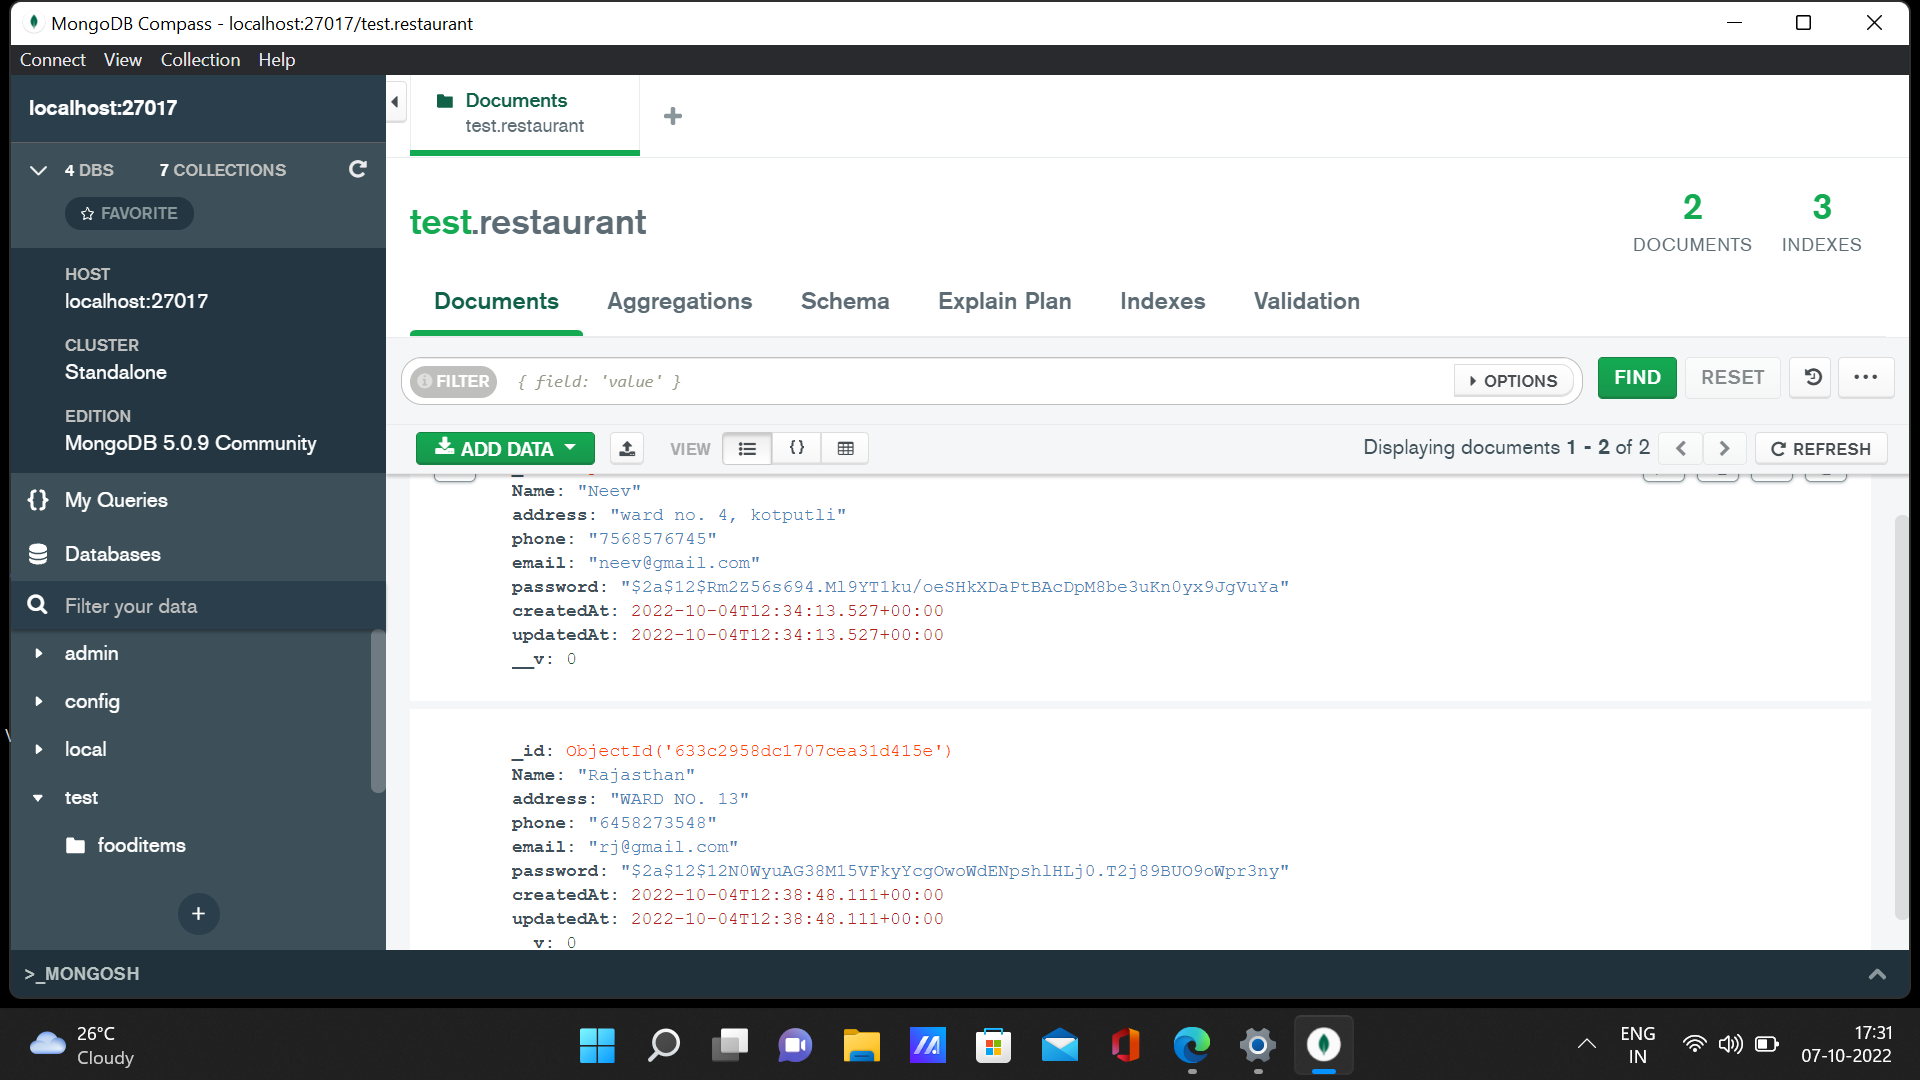 MongoDB Compass - localhost:27017/test.restaurant
Connect View Collection Help
localhost:27017
4 DBS 7 COLLECTIONS
FAVORITE
HOST
localhost:27017
CLUSTER
Standalone
EDITION
MongoDB 5.0.9 Community
{} My Queries
Databases
Filter your data
admin
config
local
test
fooditems
+
Documents
test.restaurant
+
test.restaurant
2
DOCUMENTS
3
INDEXES
Documents Aggregations Schema Explain Plan Indexes Validation
FILTER { field: 'value' } OPTIONS FIND RESET ...
ADD DATA VIEW {} Displaying documents 1 - 2 of 2 < > REFRESH
Name: "Neev"
address: "ward no. 4, kotputli"
phone: "7568576745"
email: "neev@gmail.com"
password: "$2a$12$Rm2Z56s694.Ml9YT1ku/oeSHkXDaPtBAcDpM8be3uKn0yx9JgVuYa"
createdAt: 2022-10-04T12:34:13.527+00:00
updatedAt: 2022-10-04T12:34:13.527+00:00
__v: 0
_id: ObjectId('633c2958dc1707cea31d415e')
Name: "Rajasthan"
address: "WARD NO. 13"
phone: "6458273548"
email: "rj@gmail.com"
password: "$2a$12$12N0WyuAG38M15VFkyYcgOwoWdENpshlHLj0.T2j89BUO9oWpr3ny"
createdAt: 2022-10-04T12:38:48.111+00:00
updatedAt: 2022-10-04T12:38:48.111+00:00
__v: 0
>_MONGOSH
26°C
Cloudy
ENG
IN
17:31
07-10-2022